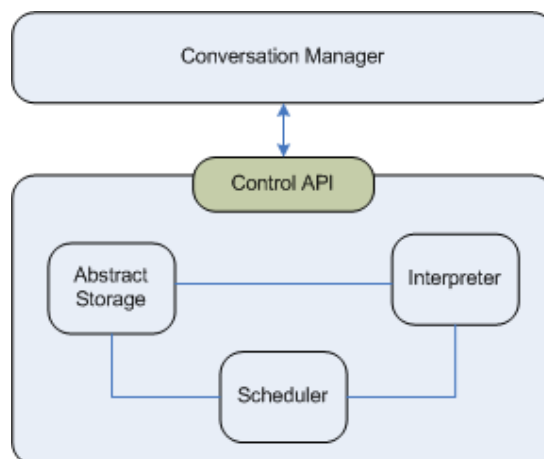 Conversation Manager
Control API
Abstract
Storage
Interpreter
Scheduler